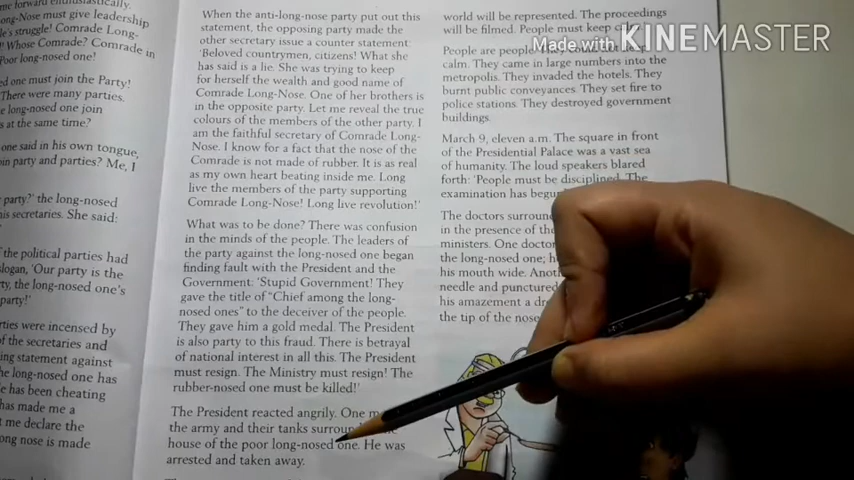 me forward enthusiastically.
ong-Nose must give leadership
le's struggle! Comrade Long-
! Whose Comrade? Comrade in
Poor long-nosed one!
ed one must join the Party!
There were many parties.
he long-nosed one join
s at the same time?
one said in his own tongue,
oin party and parties? Me, I
party?' the long-nosed
his secretaries. She said:
the political parties had
slogan, 'Our party is the
ty, the long-nosed one's
party!'
arties were incensed by
of the secretaries and
ing statement against
he long-nosed one has
e has been cheating
has made me a
t me declare the
ong nose is made
When the anti-long-nose party put out this
statement, the opposing party made the
other secretary issue a counter statement:
'Beloved countrymen, citizens! What she
has said is a lie. She was trying to keep
for herself the wealth and good name of
Comrade Long-Nose. One of her brothers is
in the opposite party. Let me reveal the true
colours of the members of the other party. I
am the faithful secretary of Comrade Long-
Nose. I know for a fact that the nose of the
Comrade is not made of rubber. It is as real
as my own heart beating inside me. Long
live the members of the party supporting
Comrade Long-Nose! Long live revolution!'
What was to be done? There was confusion
in the minds of the people. The leaders of
the party against the long-nosed one began
finding fault with the President and the
Government: 'Stupid Government! They
gave the title of "Chief among the long-
nosed ones" to the deceiver of the people.
They gave him a gold medal. The President
is also party to this fraud. There is betrayal
of national interest in all this. The President
must resign. The Ministry must resign! The
rubber-nosed one must be killed!'
The President reacted angrily. One
the army and their tanks
house of the poor long-nosed one. He was
arrested and taken away.
world will be represented. The proceedings
will be filmed. People must keep
People are people. They
calm. They came in large numbers into the
metropolis. They invaded the hotels. They
burnt public conveyances. They set fire to
police stations. They destroyed government
buildings.
March 9, eleven a.m. The square in front
of the Presidential Palace was a vast sea
of humanity. The loud speakers blared
forth: 'People must be disciplined. The
examination has
The doctors
in the presence of the
ministers. One
the long-nosed one;
his mouth wide.
needle and punctured
his amazement a
the tip of the nose
Made with KINEMASTER